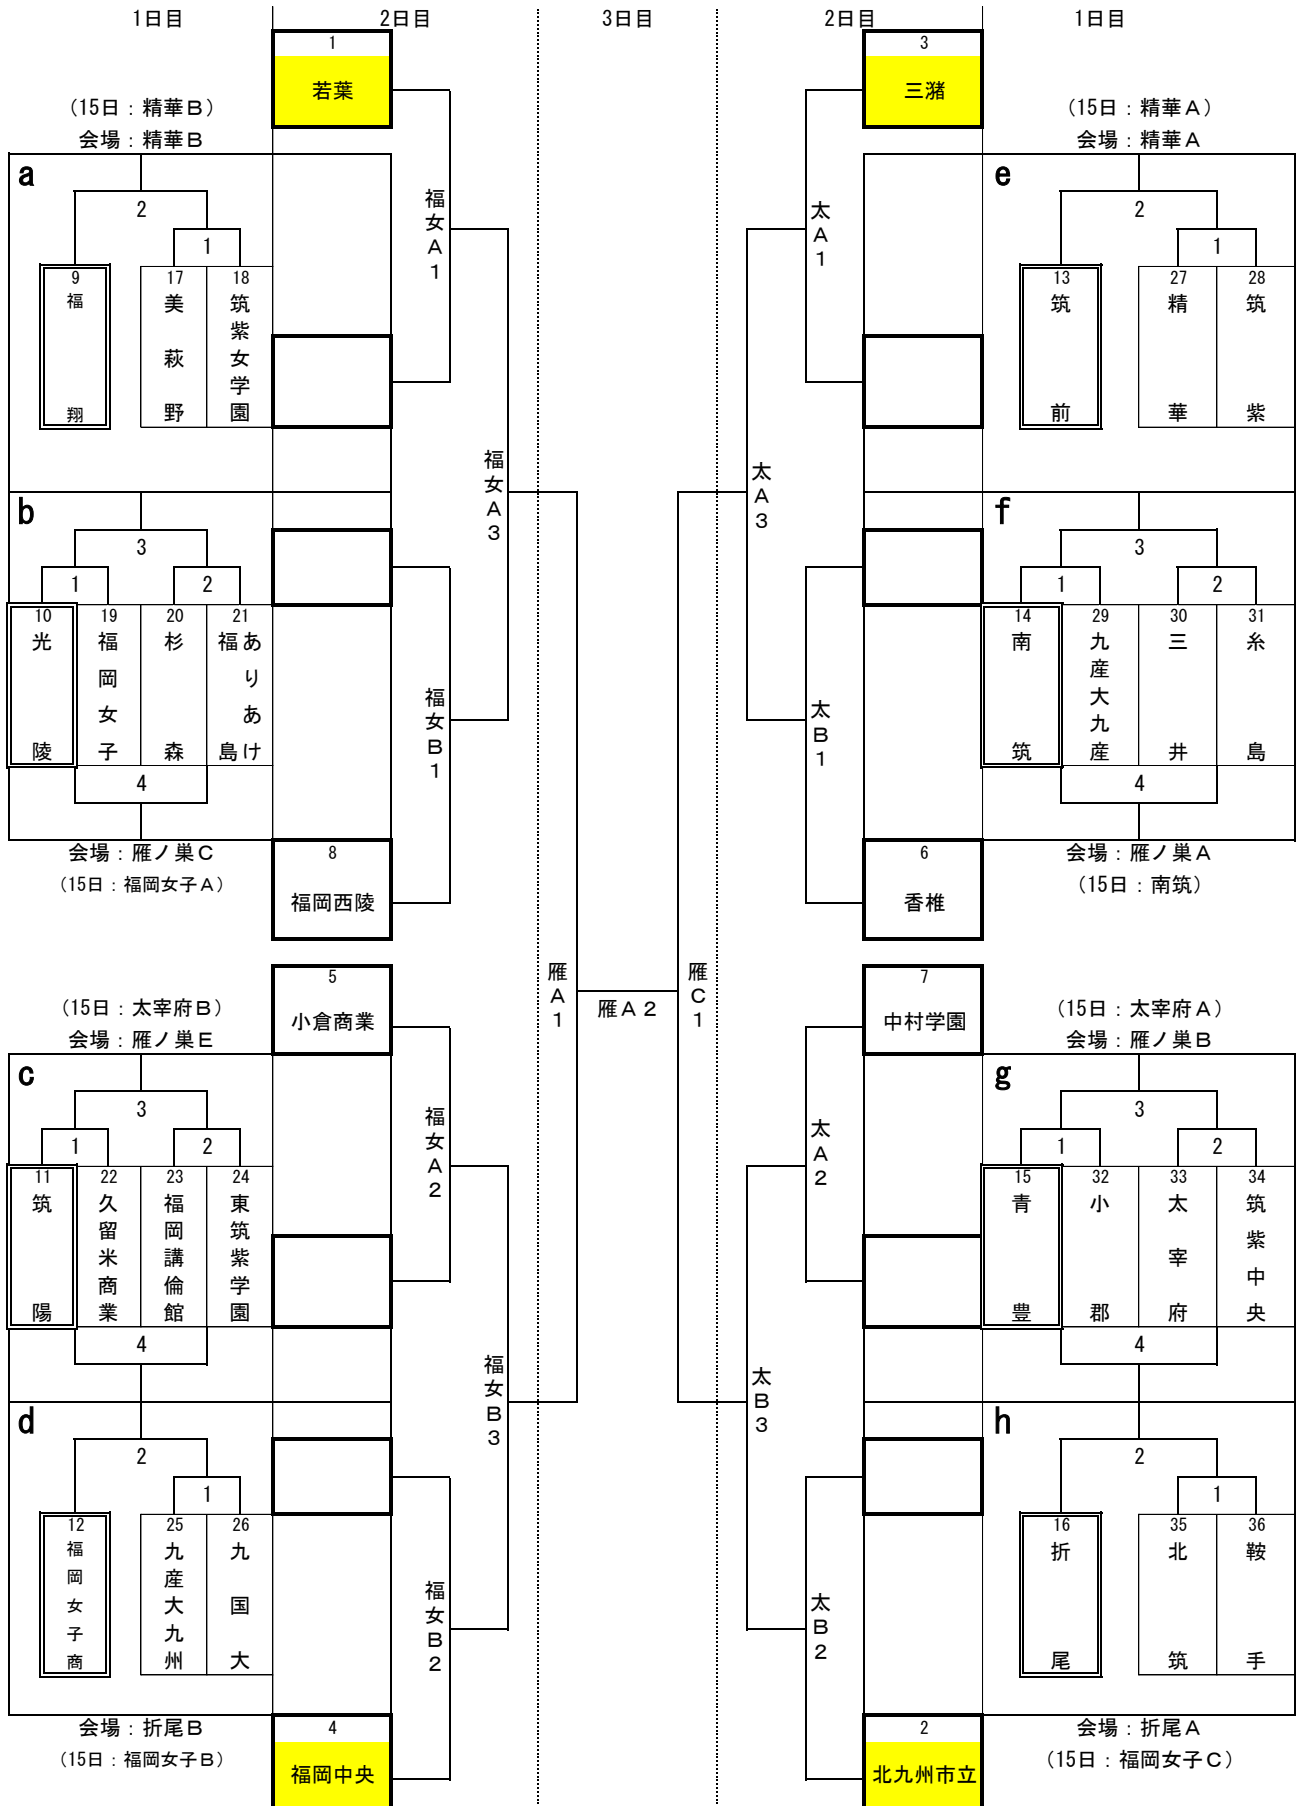 1日目
2日目
3日目
2日目
1日目
1
若葉
3
三潴
(15日：精華Ｂ)
会場：精華Ｂ
(15日：精華Ａ)
会場：精華Ａ
a
2
1
9
福翔
17
美萩野
18
筑紫女学園
福女Ａ1
太Ａ1
e
2
1
13
筑前
27
精華
28
筑紫
福女Ａ3
太Ａ3
b
3
1
2
10
光陵
19
福岡女子
20
杉森
21
福島
ありあけ
4
会場：雁ノ巣Ｃ
(15日：福岡女子Ａ)
福女Ｂ1
太Ｂ1
f
3
1
2
14
南筑
29
九産大九産
30
三井
31
糸島
4
会場：雁ノ巣Ａ
(15日：南筑)
8
福岡西陵
6
香椎
雁Ａ1
雁Ａ２
雁Ｃ1
5
小倉商業
7
中村学園
(15日：太宰府Ｂ)
会場：雁ノ巣Ｅ
(15日：太宰府Ａ)
会場：雁ノ巣Ｂ
c
3
1
2
11
筑陽
22
久留米商業
23
福岡講倫館
24
東筑紫学園
4
福女Ａ2
太Ａ2
g
3
1
2
15
青豊
32
小郡
33
太宰府
34
筑紫中央
4
福女Ｂ3
太Ｂ3
d
2
1
12
福岡女子商
25
九産大九州
26
九国大
福女Ｂ2
太Ｂ2
h
2
1
16
折尾
35
北筑
36
鞍手
会場：折尾Ｂ
(15日：福岡女子Ｂ)
4
福岡中央
2
北九州市立
会場：折尾Ａ
(15日：福岡女子Ｃ)